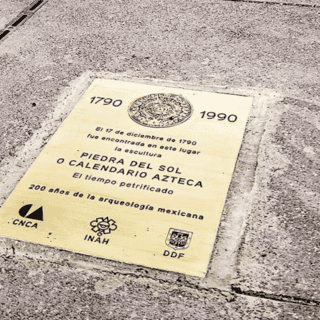 1790 1990
El 17 de diciembre de 1790
fue encontrada en este lugar
la escultura
PIEDRA DEL SOL
O CALENDARIO AZTECA
El tiempo petrificado
200 años de la arqueología mexicana
CNCA INAH DDF